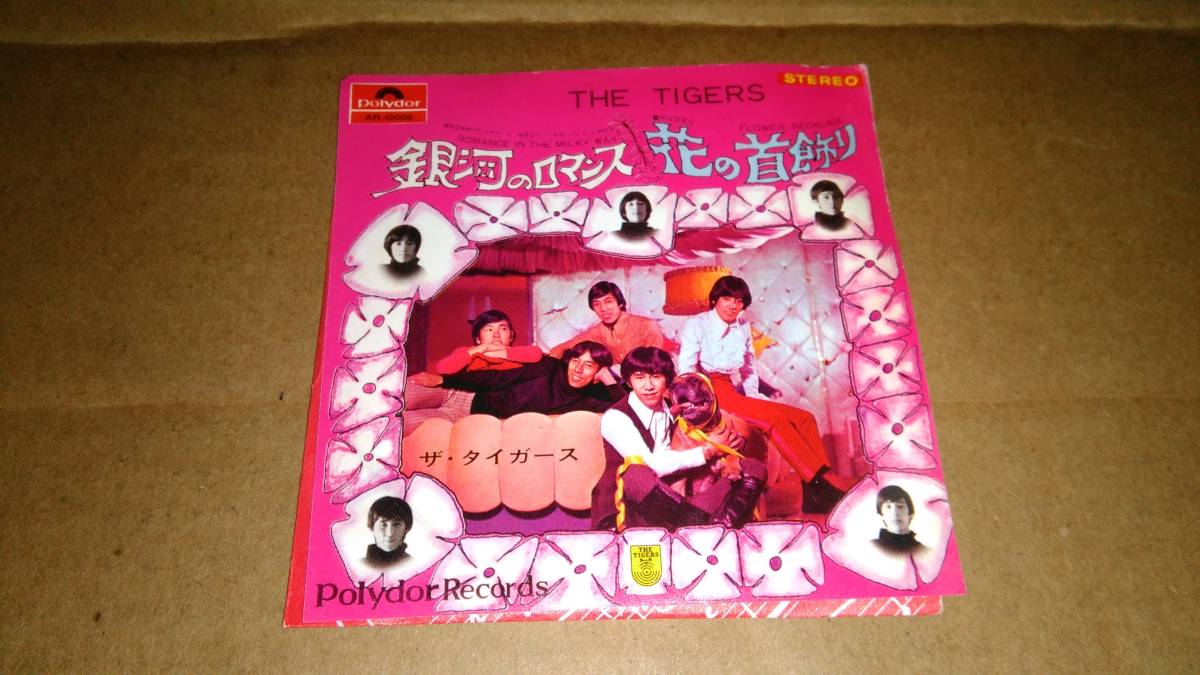 polydor
AR-G005
STEREO
THE TIGERS
ROMANCE IN THE MILKY WAY
銀河のロマンス
FLOWER NECKLACE
花の首飾り
ザ・タイガース
THE
TIGERS
Polydor Records